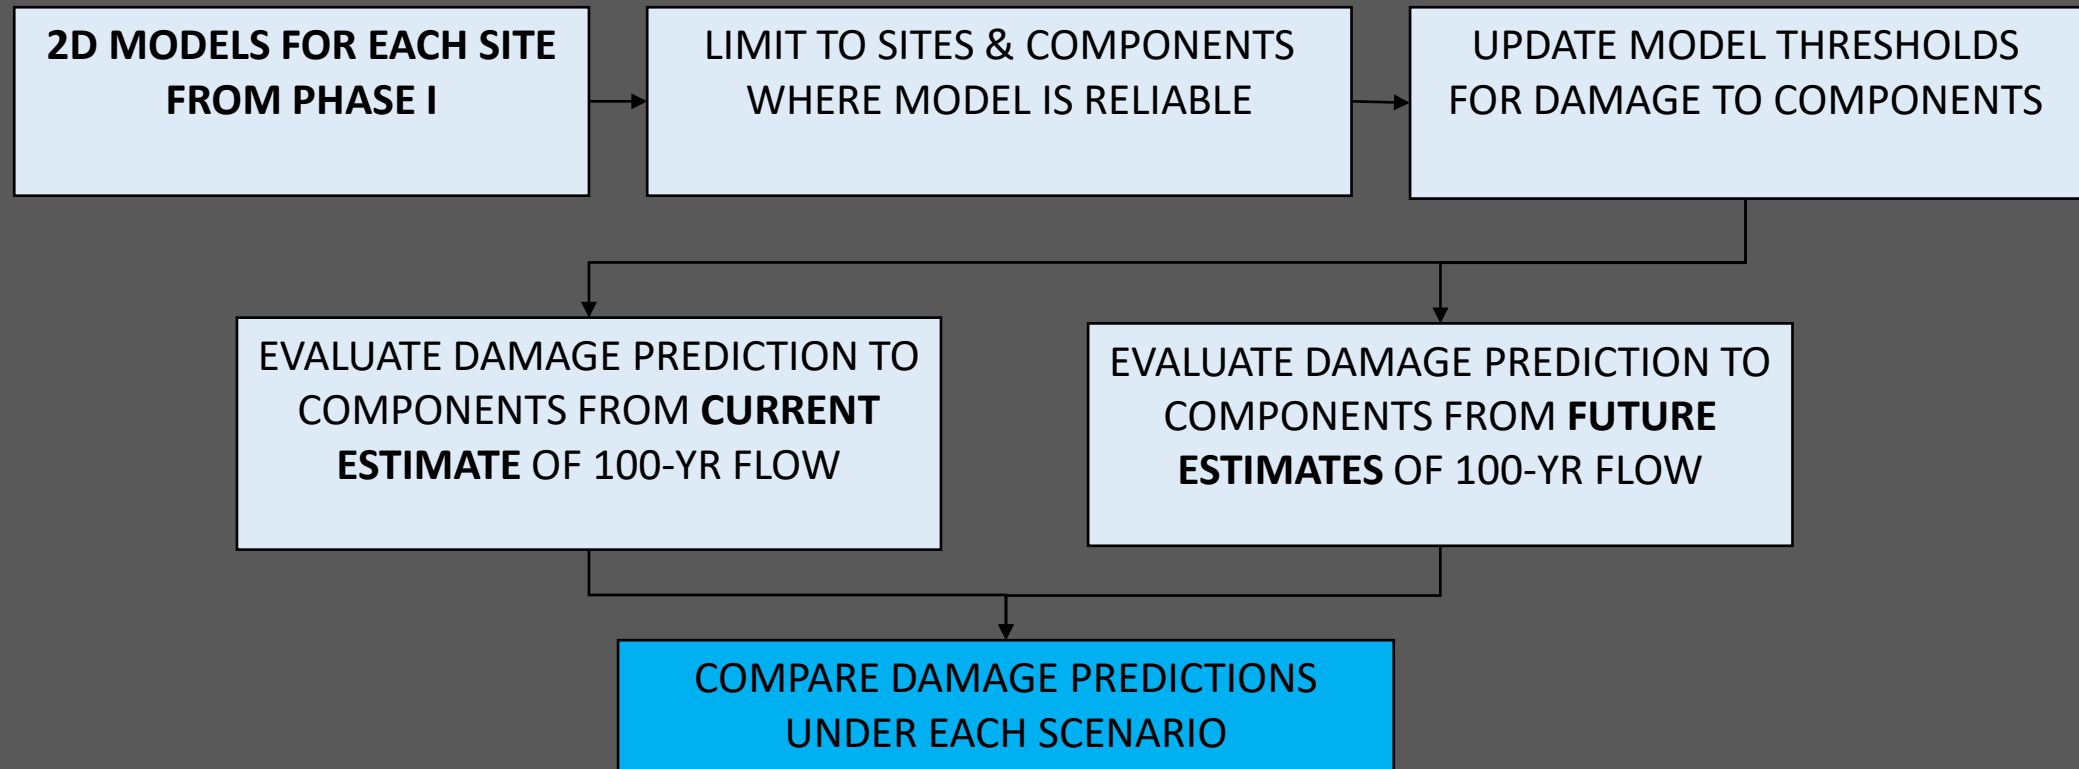 2D MODELS FOR EACH SITE
FROM PHASE I
LIMIT TO SITES & COMPONENTS
WHERE MODEL IS RELIABLE
UPDATE MODEL THRESHOLDS
FOR DAMAGE TO COMPONENTS
EVALUATE DAMAGE PREDICTION TO
COMPONENTS FROM CURRENT
ESTIMATE OF 100-YR FLOW
EVALUATE DAMAGE PREDICTION TO
COMPONENTS FROM FUTURE
ESTIMATES OF 100-YR FLOW
COMPARE DAMAGE PREDICTIONS
UNDER EACH SCENARIO